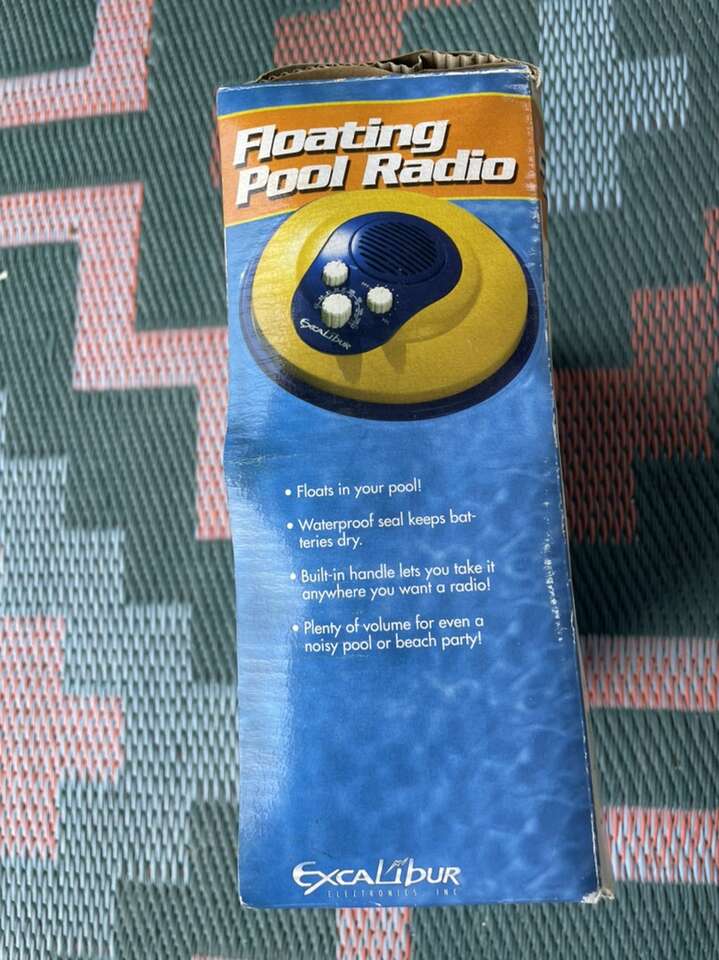 Floating
Pool Radio
EXCALIBUR
• Floats in your pool!
• Waterproof seal keeps bat-
teries dry.
• Built-in handle lets you take it
anywhere you want a radio!
• Plenty of volume for even a
noisy pool or beach party!
EXCALIBUR
ELECTRONICS, INC